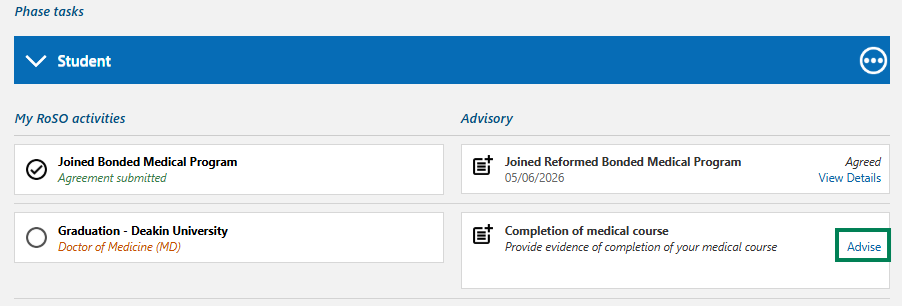 Phase tasks
Student
My RoSO activities
Advisory
Joined Bonded Medical Program
Agreement submitted
Joined Reformed Bonded Medical Program
Agreed
05/06/2026
View Details
Graduation - Deakin University
Doctor of Medicine (MD)
Completion of medical course
Provide evidence of completion of your medical course
Advise